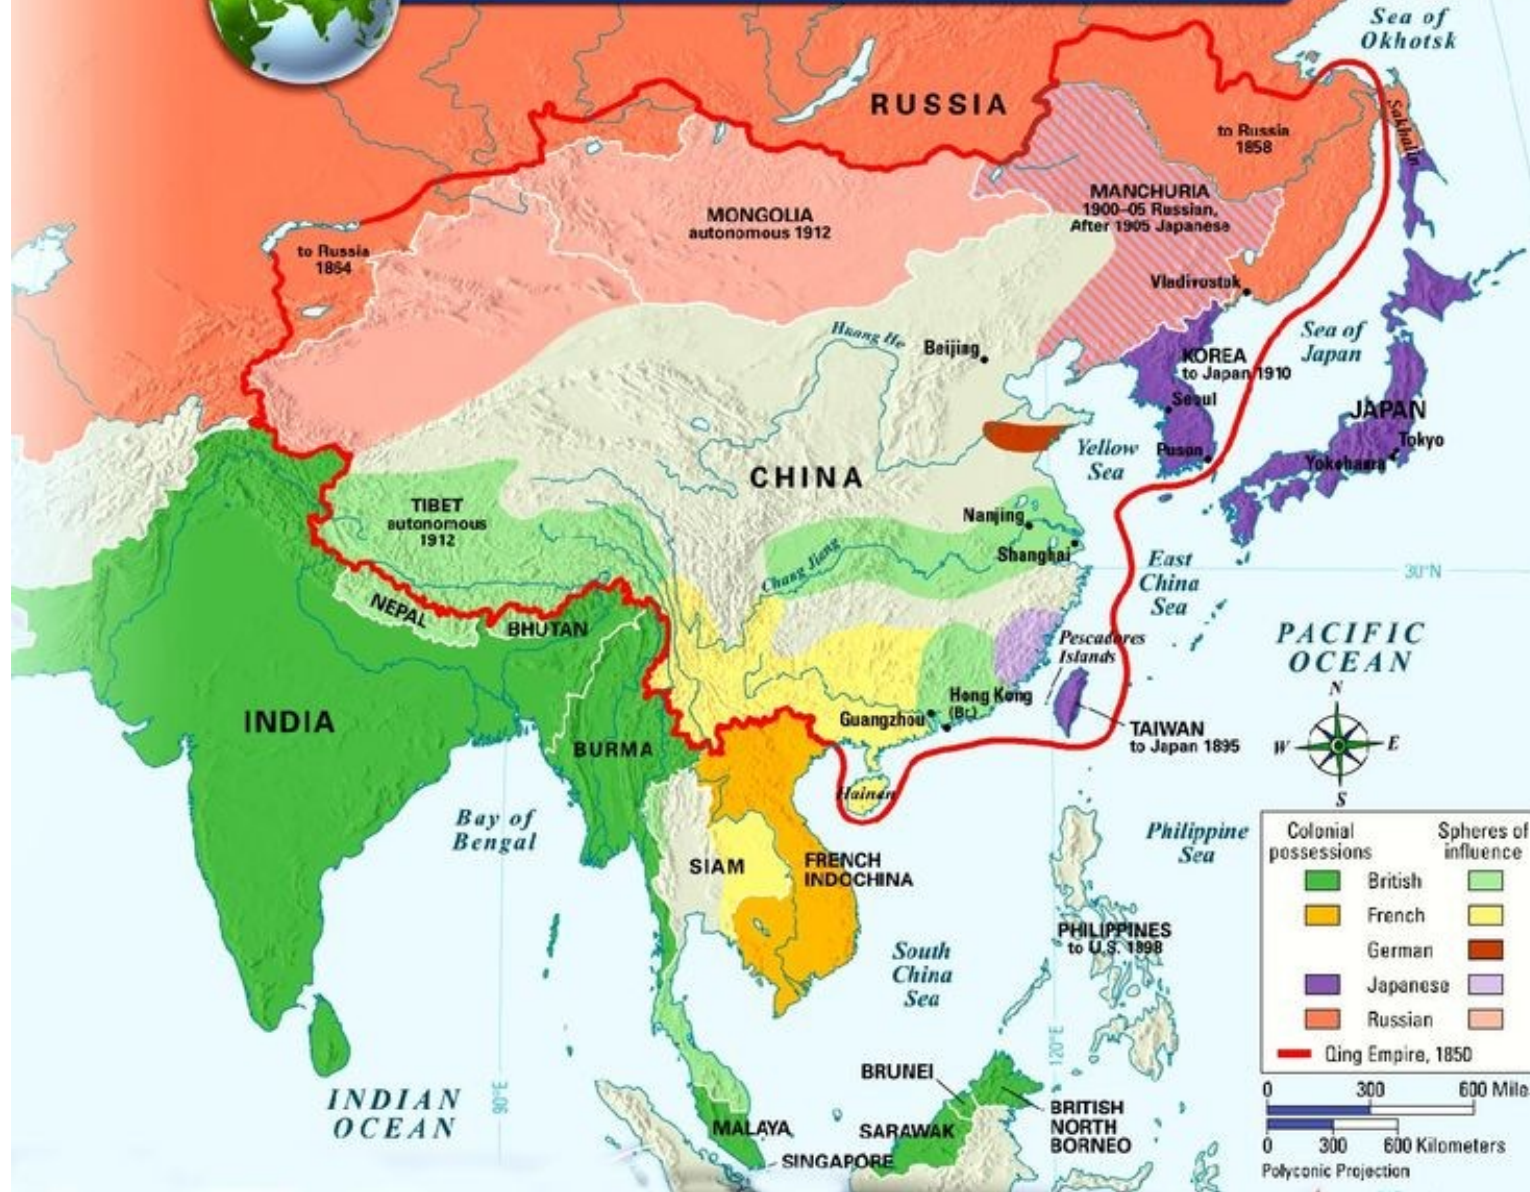 Sea of
Okhotsk
RUSSIA
Sakhalin
to Russia
1858
MANCHURIA
1900–05 Russian,
After 1905 Japanese
MONGOLIA
autonomous 1912
to Russia
1864
Vladivostok
Huang He
Beijing
Sea of
Japan
KOREA
to Japan 1910
Seoul
JAPAN
Tokyo
Yokohama
Pusan
Yellow
Sea
CHINA
TIBET
autonomous
1912
Nanjing
Shanghai
Chang Jiang
East
China
Sea
30°N
NEPAL
BHUTAN
PACIFIC
OCEAN
Pescadores
Islands
N
W
E
S
INDIA
BURMA
Hong Kong
(Br.)
Guangzhou
TAIWAN
to Japan 1895
Hainan
Bay of
Bengal
Philippine
Sea
SIAM
FRENCH
INDOCHINA
PHILIPPINES
to U.S. 1898
South
China
Sea
Colonial
possessions
Spheres of
influence
British
French
German
Japanese
Russian
Qing Empire, 1850
120°E
90°E
INDIAN
OCEAN
BRUNEI
BRITISH
NORTH
BORNEO
MALAYA
SARAWAK
SINGAPORE
0 300 600 Mile
0 300 600 Kilometers
Polyconic Projection